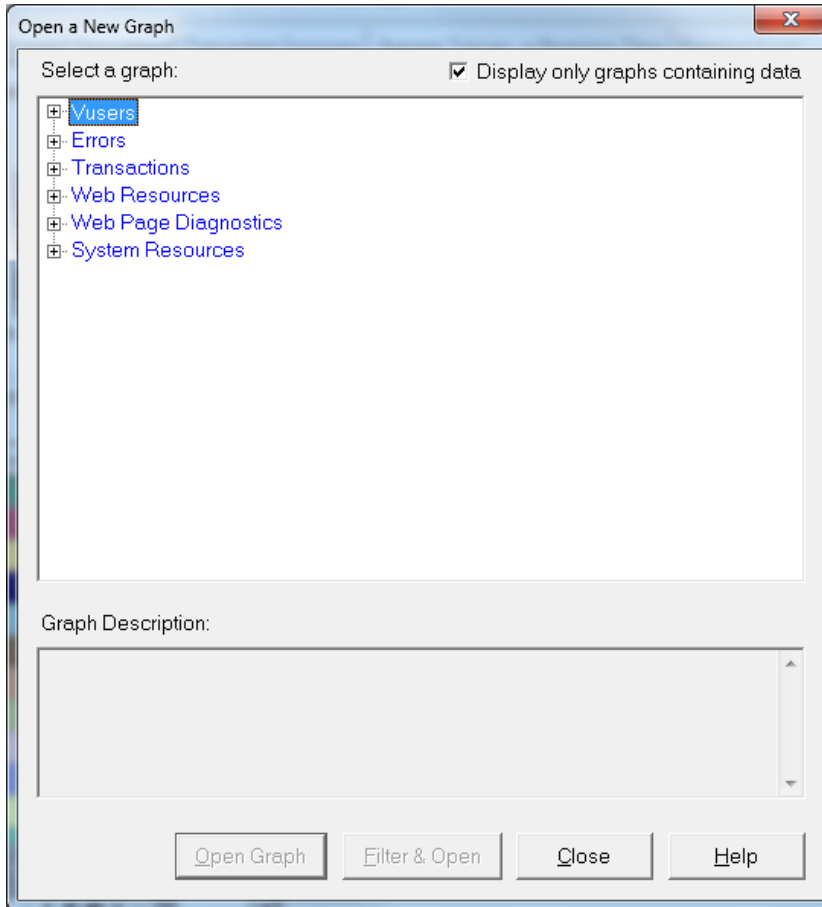 Open a New Graph
Select a graph:
Display only graphs containing data
Vusers
Errors
Transactions
Web Resources
Web Page Diagnostics
System Resources
Graph Description:
Open Graph
Filter & Open
Close
Help